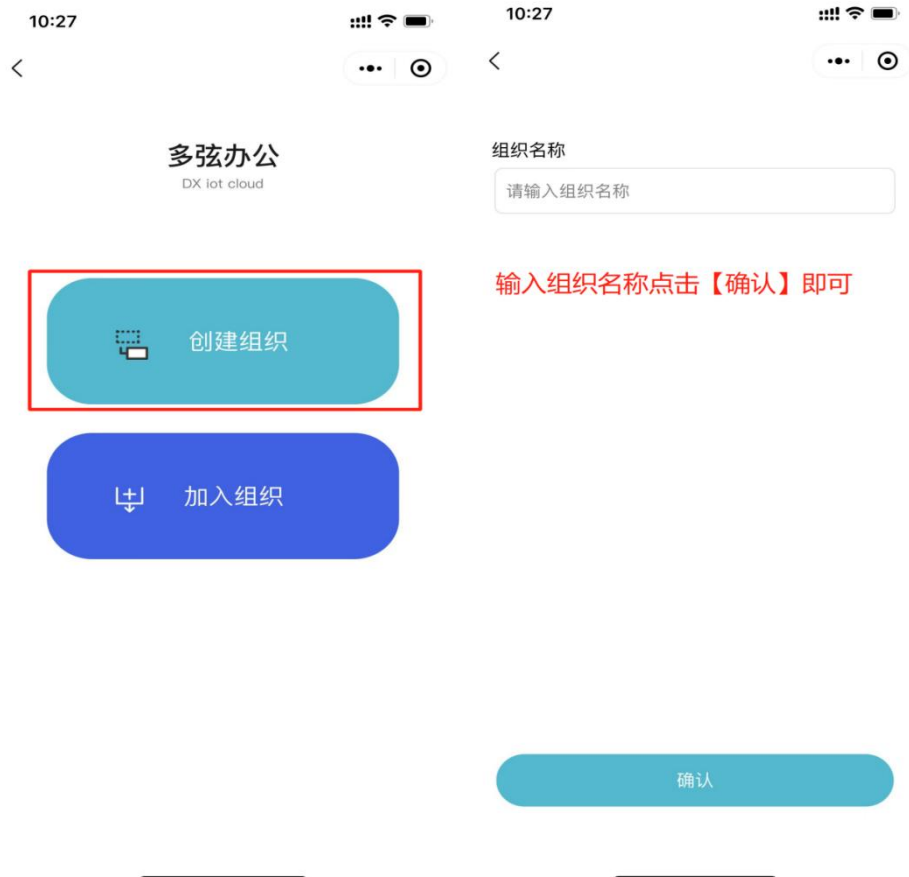 10:27
多弦办公
DX iot cloud
创建组织
加入组织
10:27
组织名称
请输入组织名称
输入组织名称点击【确认】即可
确认